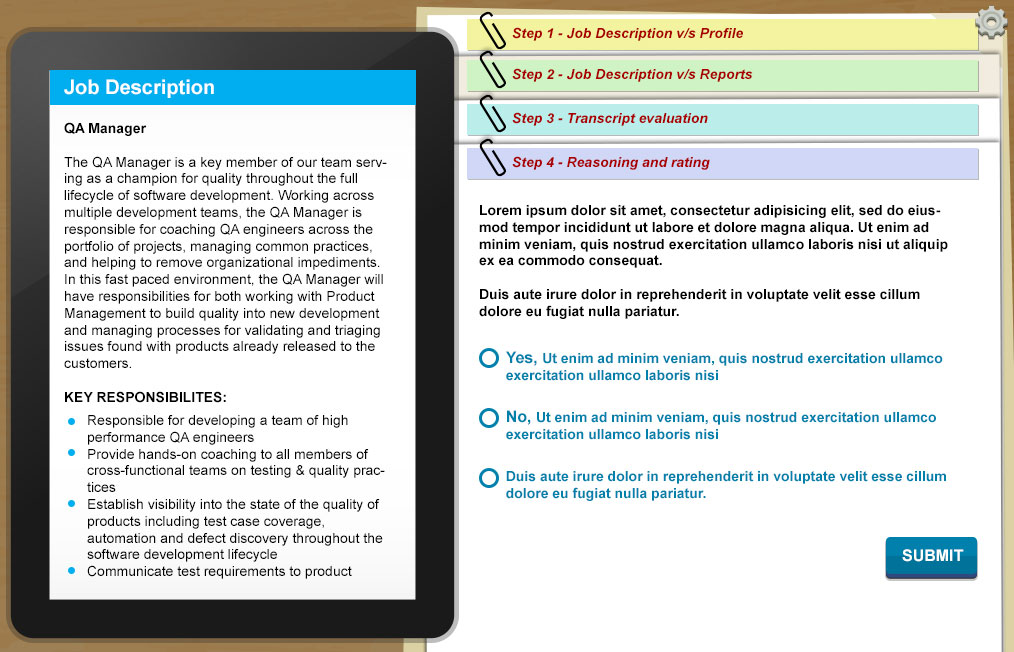 Job Description
QA Manager
The QA Manager is a key member of our team serv-
ing as a champion for quality throughout the full
lifecycle of software development. Working across
multiple development teams, the QA Manager is
responsible for coaching QA engineers across the
portfolio of projects, managing common practices,
and helping to remove organizational impediments.
In this fast paced environment, the QA Manager will
have responsibilities for both working with Product
Management to build quality into new development
and managing processes for validating and triaging
issues found with products already released to the
customers.
KEY RESPONSIBILITES:
Responsible for developing a team of high
performance QA engineers
Provide hands-on coaching to all members of
cross-functional teams on testing & quality prac-
tices
Establish visibility into the state of the quality of
products including test case coverage,
automation and defect discovery throughout the
software development lifecycle
Communicate test requirements to product
Step 1 - Job Description v/s Profile
Step 2 - Job Description v/s Reports
Step 3 - Transcript evaluation
Step 4 - Reasoning and rating
Lorem ipsum dolor sit amet, consectetur adipisicing elit, sed do eius-
mod tempor incididunt ut labore et dolore magna aliqua. Ut enim ad
minim veniam, quis nostrud exercitation ullamco laboris nisi ut aliquip
ex ea commodo consequat.
Duis aute irure dolor in reprehenderit in voluptate velit esse cillum
dolore eu fugiat nulla pariatur.
Yes, Ut enim ad minim veniam, quis nostrud exercitation ullamco
exercitation ullamco laboris nisi
No, Ut enim ad minim veniam, quis nostrud exercitation ullamco
exercitation ullamco laboris nisi
Duis aute irure dolor in reprehenderit in voluptate velit esse cillum
dolore eu fugiat nulla pariatur.
SUBMIT